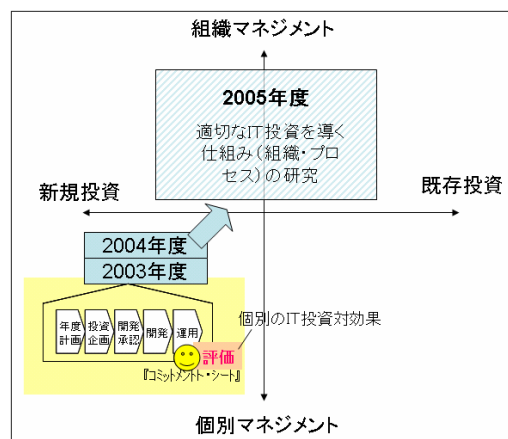 組織マネジメント
2005年度
適切なIT投資を導く
仕組み（組織・プロ
セス）の研究
新規投資
既存投資
2004年度
2003年度
年度
計画
投資
企画
開発
承認
開発
運用
個別のIT投資対効果
評価
『コミットメント・シート』
個別マネジメント